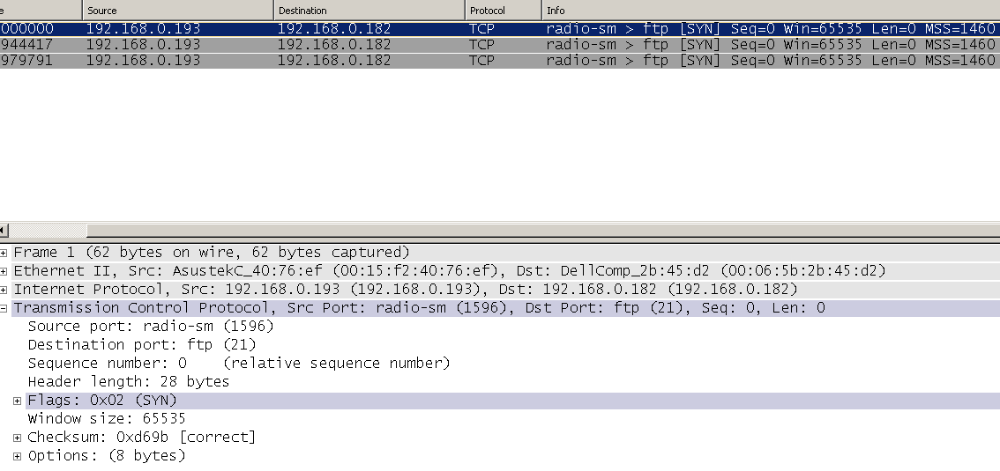 e Source Destination Protocol Info
000000 192.168.0.193 192.168.0.182 TCP radio-sm > ftp [SYN] Seq=0 Win=65535 Len=0 MSS=1460
944417 192.168.0.193 192.168.0.182 TCP radio-sm > ftp [SYN] Seq=0 Win=65535 Len=0 MSS=1460
979791 192.168.0.193 192.168.0.182 TCP radio-sm > ftp [SYN] Seq=0 Win=65535 Len=0 MSS=1460
Frame 1 (62 bytes on wire, 62 bytes captured)
Ethernet II, Src: AsustekC_40:76:ef (00:15:f2:40:76:ef), Dst: DellComp_2b:45:d2 (00:06:5b:2b:45:d2)
Internet Protocol, Src: 192.168.0.193 (192.168.0.193), Dst: 192.168.0.182 (192.168.0.182)
Transmission Control Protocol, Src Port: radio-sm (1596), Dst Port: ftp (21), Seq: 0, Len: 0
Source port: radio-sm (1596)
Destination port: ftp (21)
Sequence number: 0 (relative sequence number)
Header length: 28 bytes
Flags: 0x02 (SYN)
Window size: 65535
Checksum: 0xd69b [correct]
Options: (8 bytes)